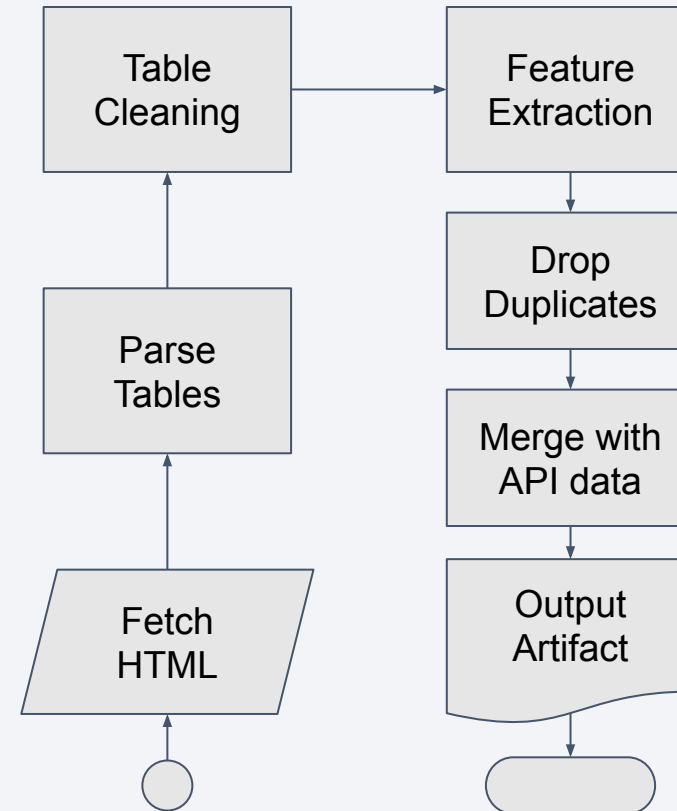 Table
Cleaning
Feature
Extraction
Drop
Duplicates
Parse
Tables
Merge with
API data
Fetch
HTML
Output
Artifact